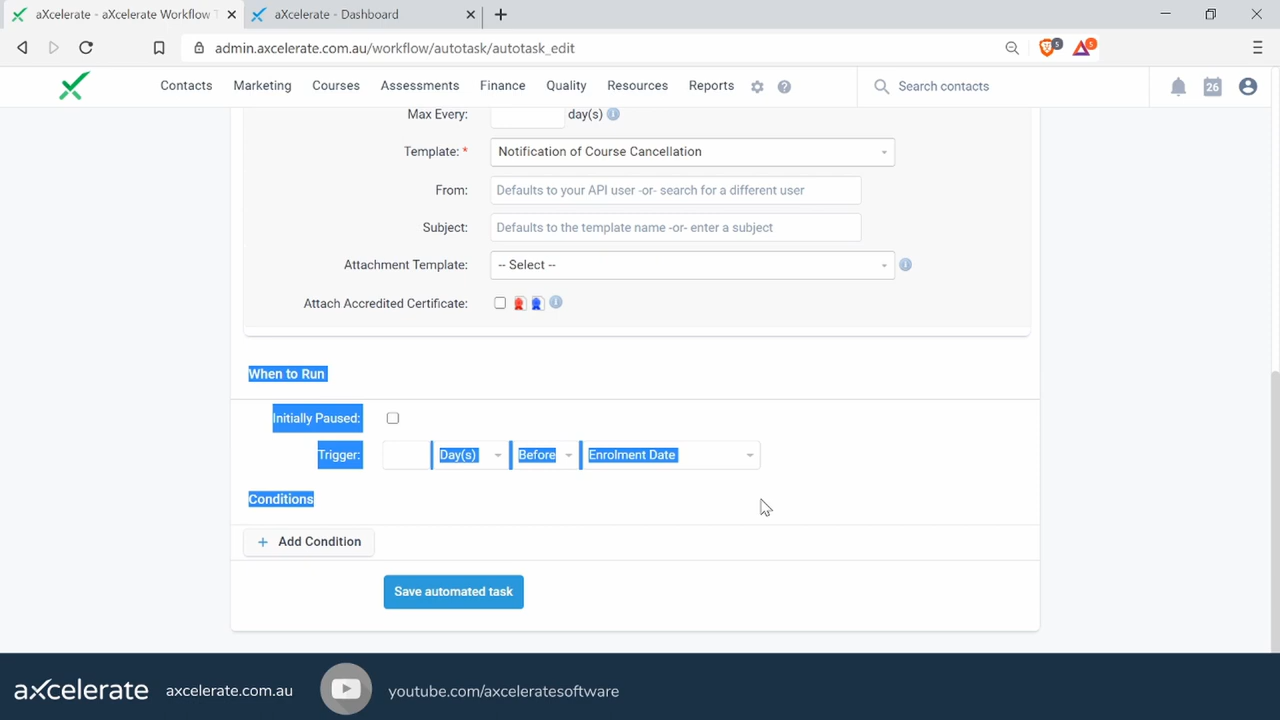 aXcelerate - aXcelerate Workflow T
aXcelerate - Dashboard
admin.axcelerate.com.au/workflow/autotask/autotask_edit
5
5
Contacts Marketing Courses Assessments Finance Quality Resources Reports
Search contacts
26
Max Every: day(s)
Template: * Notification of Course Cancellation
From: Defaults to your API user -or- search for a different user
Subject: Defaults to the template name -or- enter a subject
Attachment Template: -- Select --
Attach Accredited Certificate:
When to Run
Initially Paused:
Trigger: Day(s) Before Enrolment Date
Conditions
+ Add Condition
Save automated task
axcelerate axcelerate.com.au youtube.com/axceleratesoftware